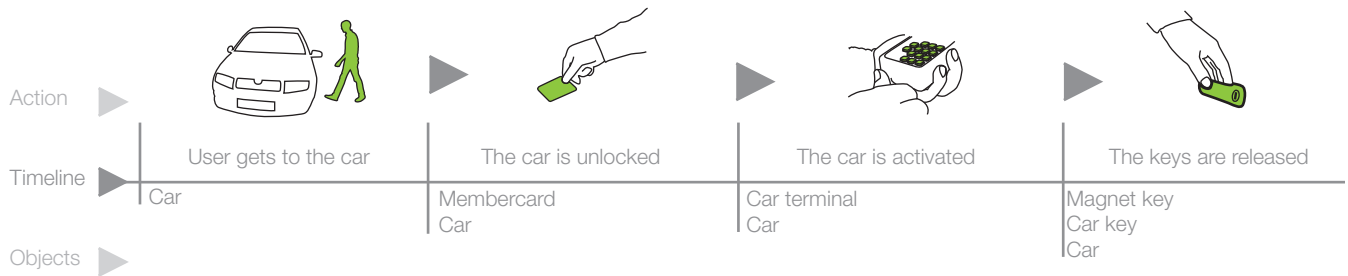 Action
User gets to the car
The car is unlocked
The car is activated
The keys are released
Timeline
Car
Membercard
Car
Car terminal
Car
Magnet key
Car key
Car
Objects